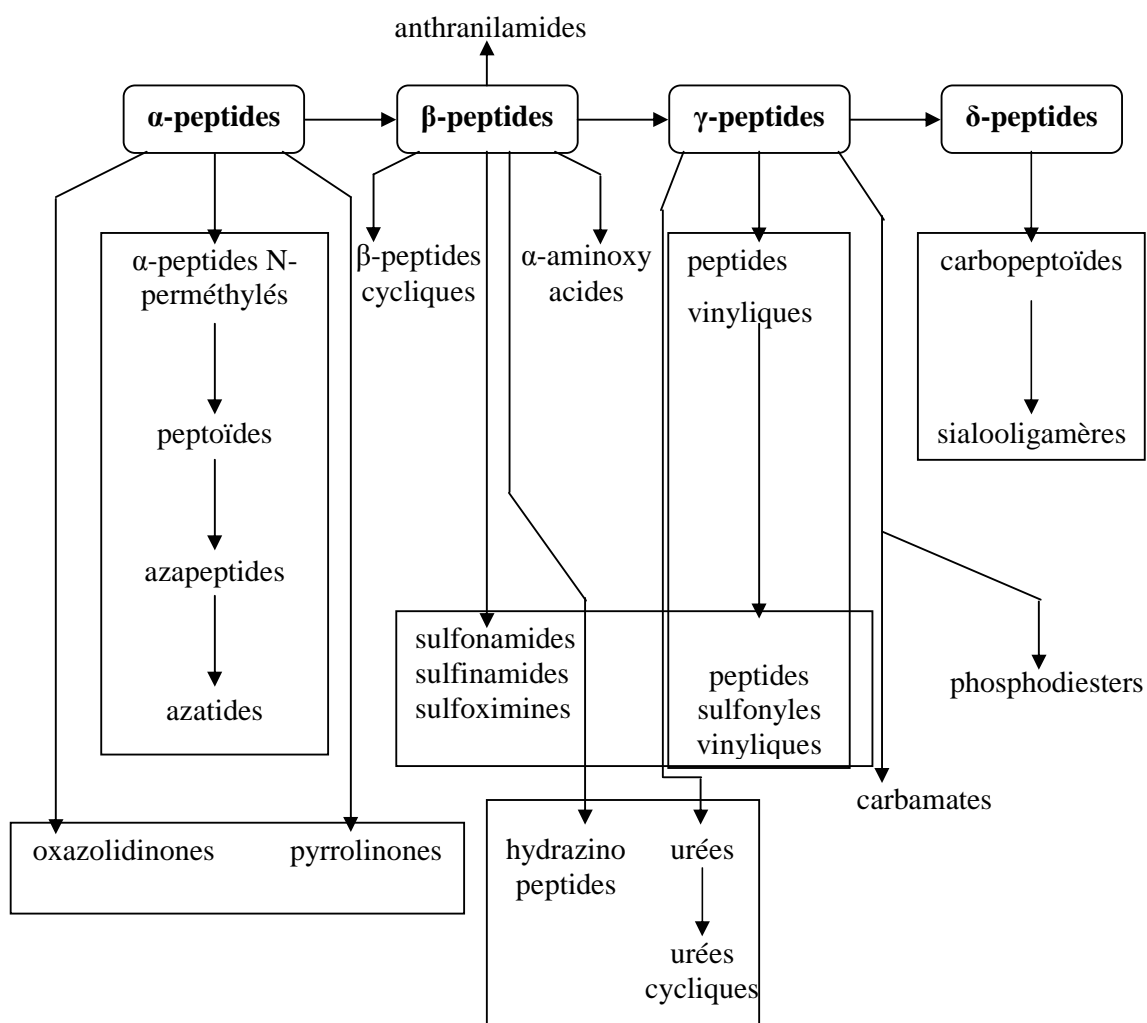 anthranilamides
α-peptides
β-peptides
γ-peptides
δ-peptides
α-peptides N-
perméthylés
β-peptides
cycliques
α-aminoxy
acides
peptides
vinyliques
carbopeptoïdes
peptoïdes
sialooligamères
azapeptides
azatides
sulfonamides
sulfinamides
sulfoximines
peptides
sulfonyles
vinyliques
phosphodiesters
carbamates
oxazolidinones
pyrrolinones
hydrazino
peptides
urées
urées
cycliques